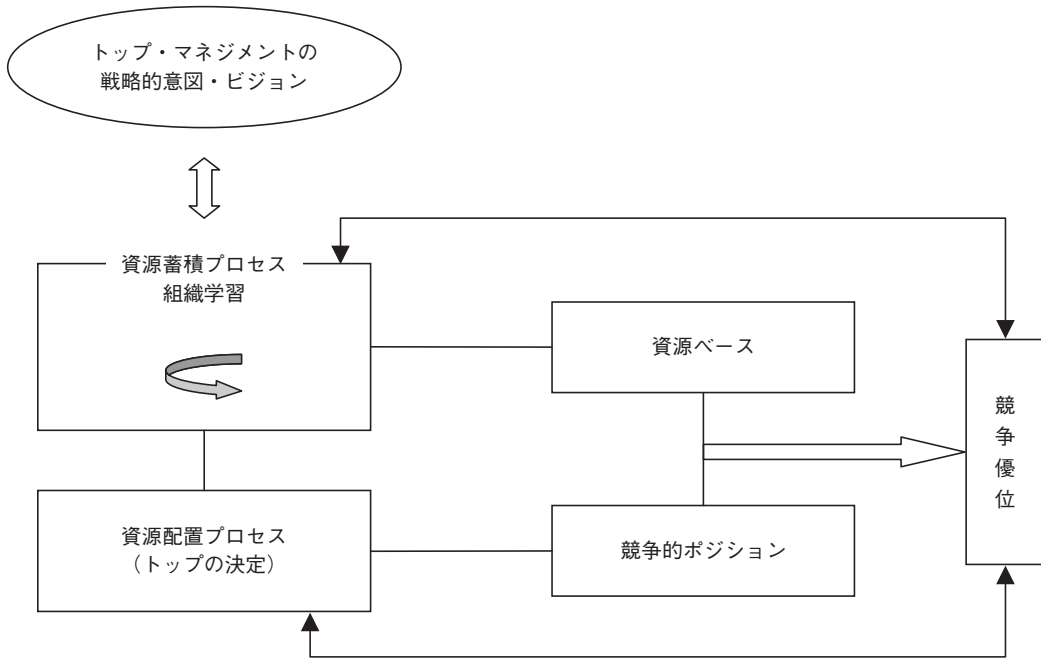 トップ・マネジメントの
戦略的意図・ビジョン
資源蓄積プロセス
組織学習
資源ベース
競争優位
資源配置プロセス
（トップの決定）
競争的ポジション